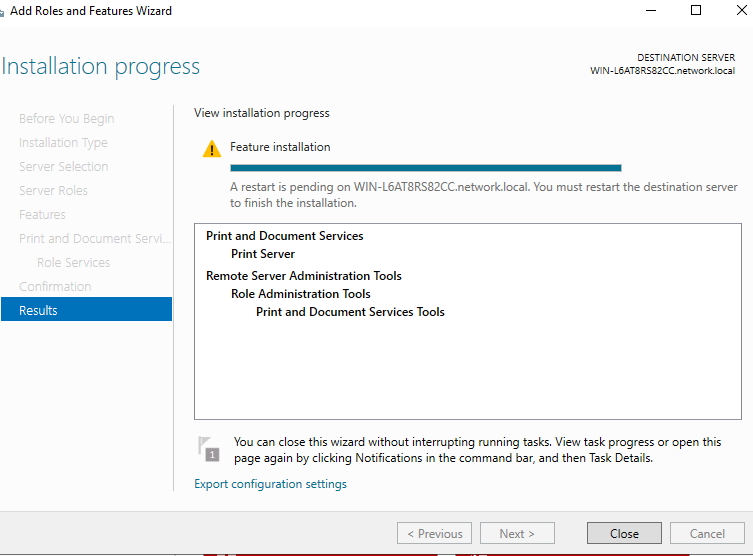 Add Roles and Features Wizard
Installation progress
DESTINATION SERVER
WIN-L6AT8RS82CC.network.local
Before You Begin
Installation Type
Server Selection
Server Roles
Features
Print and Document Servi...
Role Services
Confirmation
Results
View installation progress
Feature installation
A restart is pending on WIN-L6AT8RS82CC.network.local. You must restart the destination server
to finish the installation.
Print and Document Services
Print Server
Remote Server Administration Tools
Role Administration Tools
Print and Document Services Tools
1
You can close this wizard without interrupting running tasks. View task progress or open this
page again by clicking Notifications in the command bar, and then Task Details.
Export configuration settings
< Previous
Next >
Close
Cancel